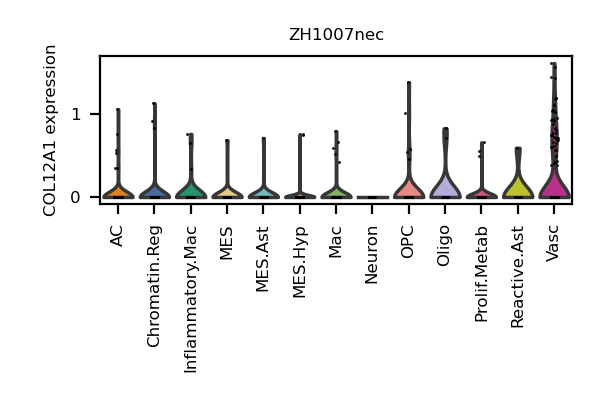 ZH1007nec
COL12A1 expression
1
0
AC
Chromatin.Reg
Inflammatory.Mac
MES
MES.Ast
MES.Hyp
Mac
Neuron
OPC
Oligo
Prolif.Metab
Reactive.Ast
Vasc